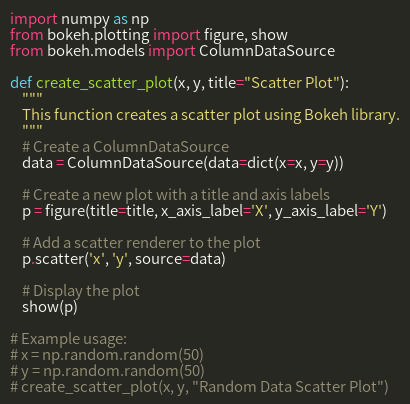 import numpy as np
from bokeh.plotting import figure, show
from bokeh.models import ColumnDataSource

def create_scatter_plot(x, y, title="Scatter Plot"):
    """
    This function creates a scatter plot using Bokeh library.
    """
    # Create a ColumnDataSource
    data = ColumnDataSource(data=dict(x=x, y=y))

    # Create a new plot with a title and axis labels
    p = figure(title=title, x_axis_label='X', y_axis_label='Y')

    # Add a scatter renderer to the plot
    p.scatter('x', 'y', source=data)

    # Display the plot
    show(p)

# Example usage:
# x = np.random.random(50)
# y = np.random.random(50)
# create_scatter_plot(x, y, "Random Data Scatter Plot")